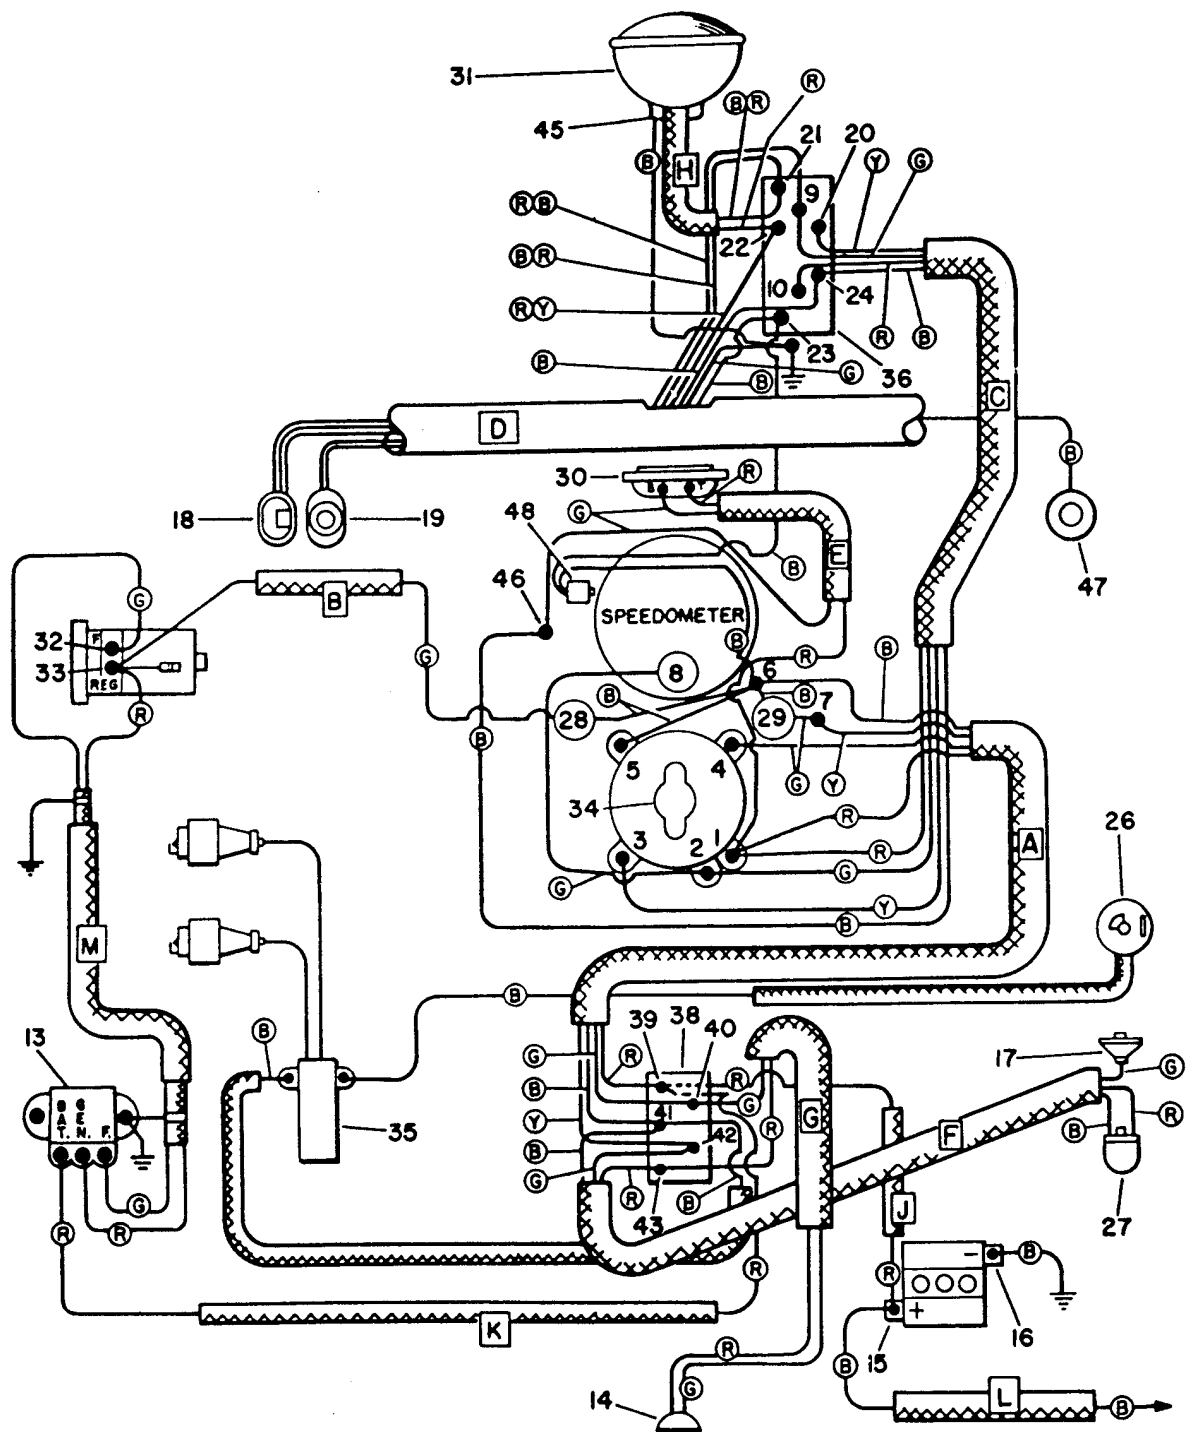 31
R
B R
45
21
20
B
H
Y
G
9
R B
22
B R
10
24
R Y
R
B
23
B
G
36
B
C
D
30
R
B
18
19
48
G
47
E
B
46
B
G
SPEEDOMETER
32
F
33
REG
G
B
B
R
8
6
R
B
B
28
29
7
B
5
4
G
Y
34
R
3
2
1
R
A
26
G
G
Y
B
M
B
39
38
40
13
B
G
R
R
17
B
G
G
B
A
E
T.
N.
F.
35
Y
41
G
F
R
B
42
R
B
G
R
B
27
G
43
J
R
R
R
R
-
B
K
+
15
16
R
B
14
G
L
B